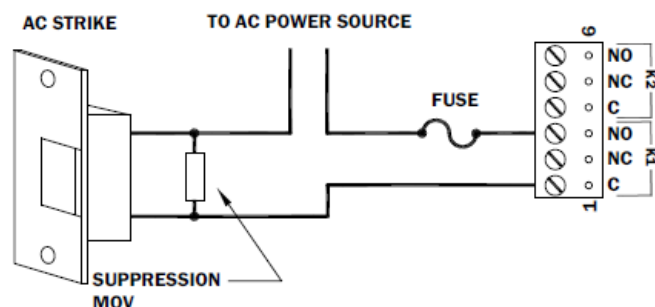 AC STRIKE
TO AC POWER SOURCE
FUSE
6
NO
NC
C
K2
NO
NC
C
K1
1
SUPPRESSION
MOV